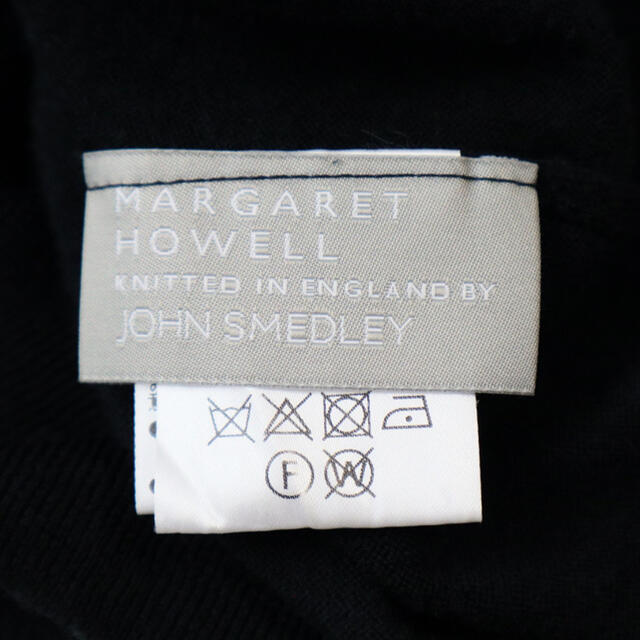 MARGARET
HOWELL
KNITTED IN ENGLAND BY
JOHN SMEDLEY
F W